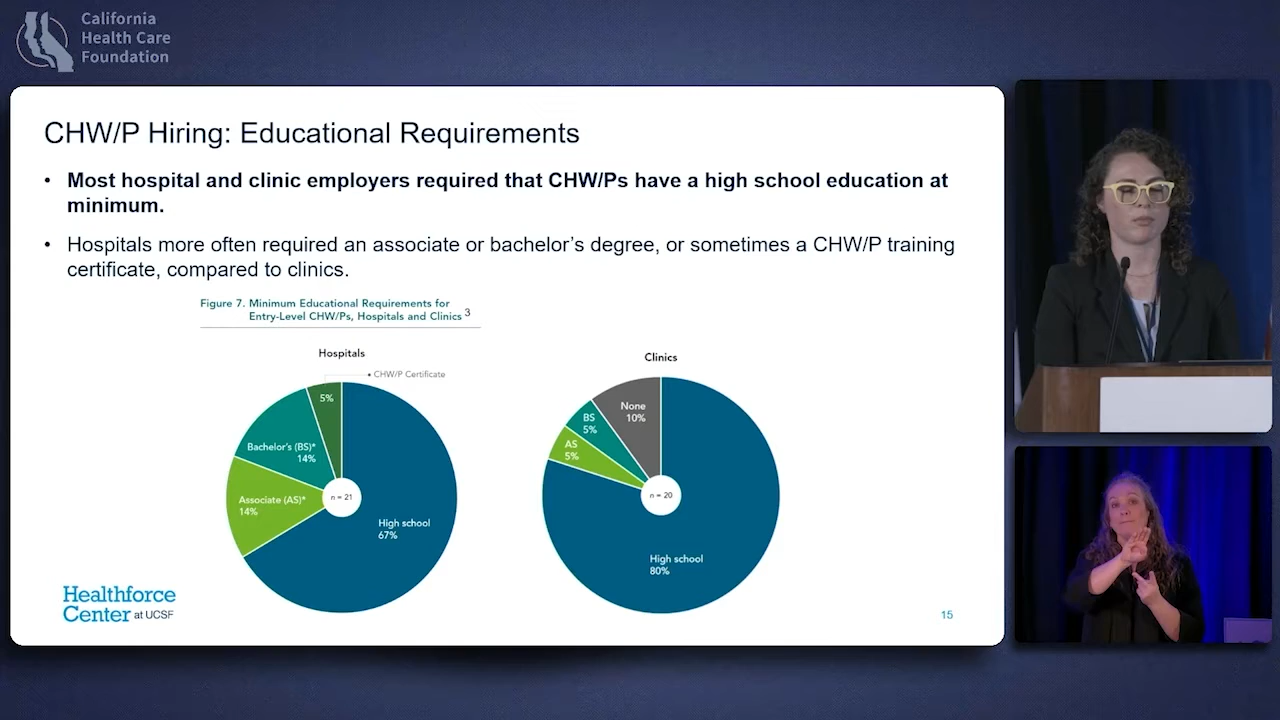 California
Health Care
Foundation
CHW/P Hiring: Educational Requirements
• Most hospital and clinic employers required that CHW/Ps have a high school education at
minimum.
• Hospitals more often required an associate or bachelor’s degree, or sometimes a CHW/P training
certificate, compared to clinics.
Figure 7. Minimum Educational Requirements for
Entry-Level CHW/Ps, Hospitals and Clinics 3
Hospitals
• CHW/P Certificate
5%
Bachelor's (BS)*
14%
Associate (AS)*
14%
n = 21
High school
67%
Clinics
None
10%
BS
5%
AS
5%
n = 20
High school
80%
Healthforce
Center at UCSF
15